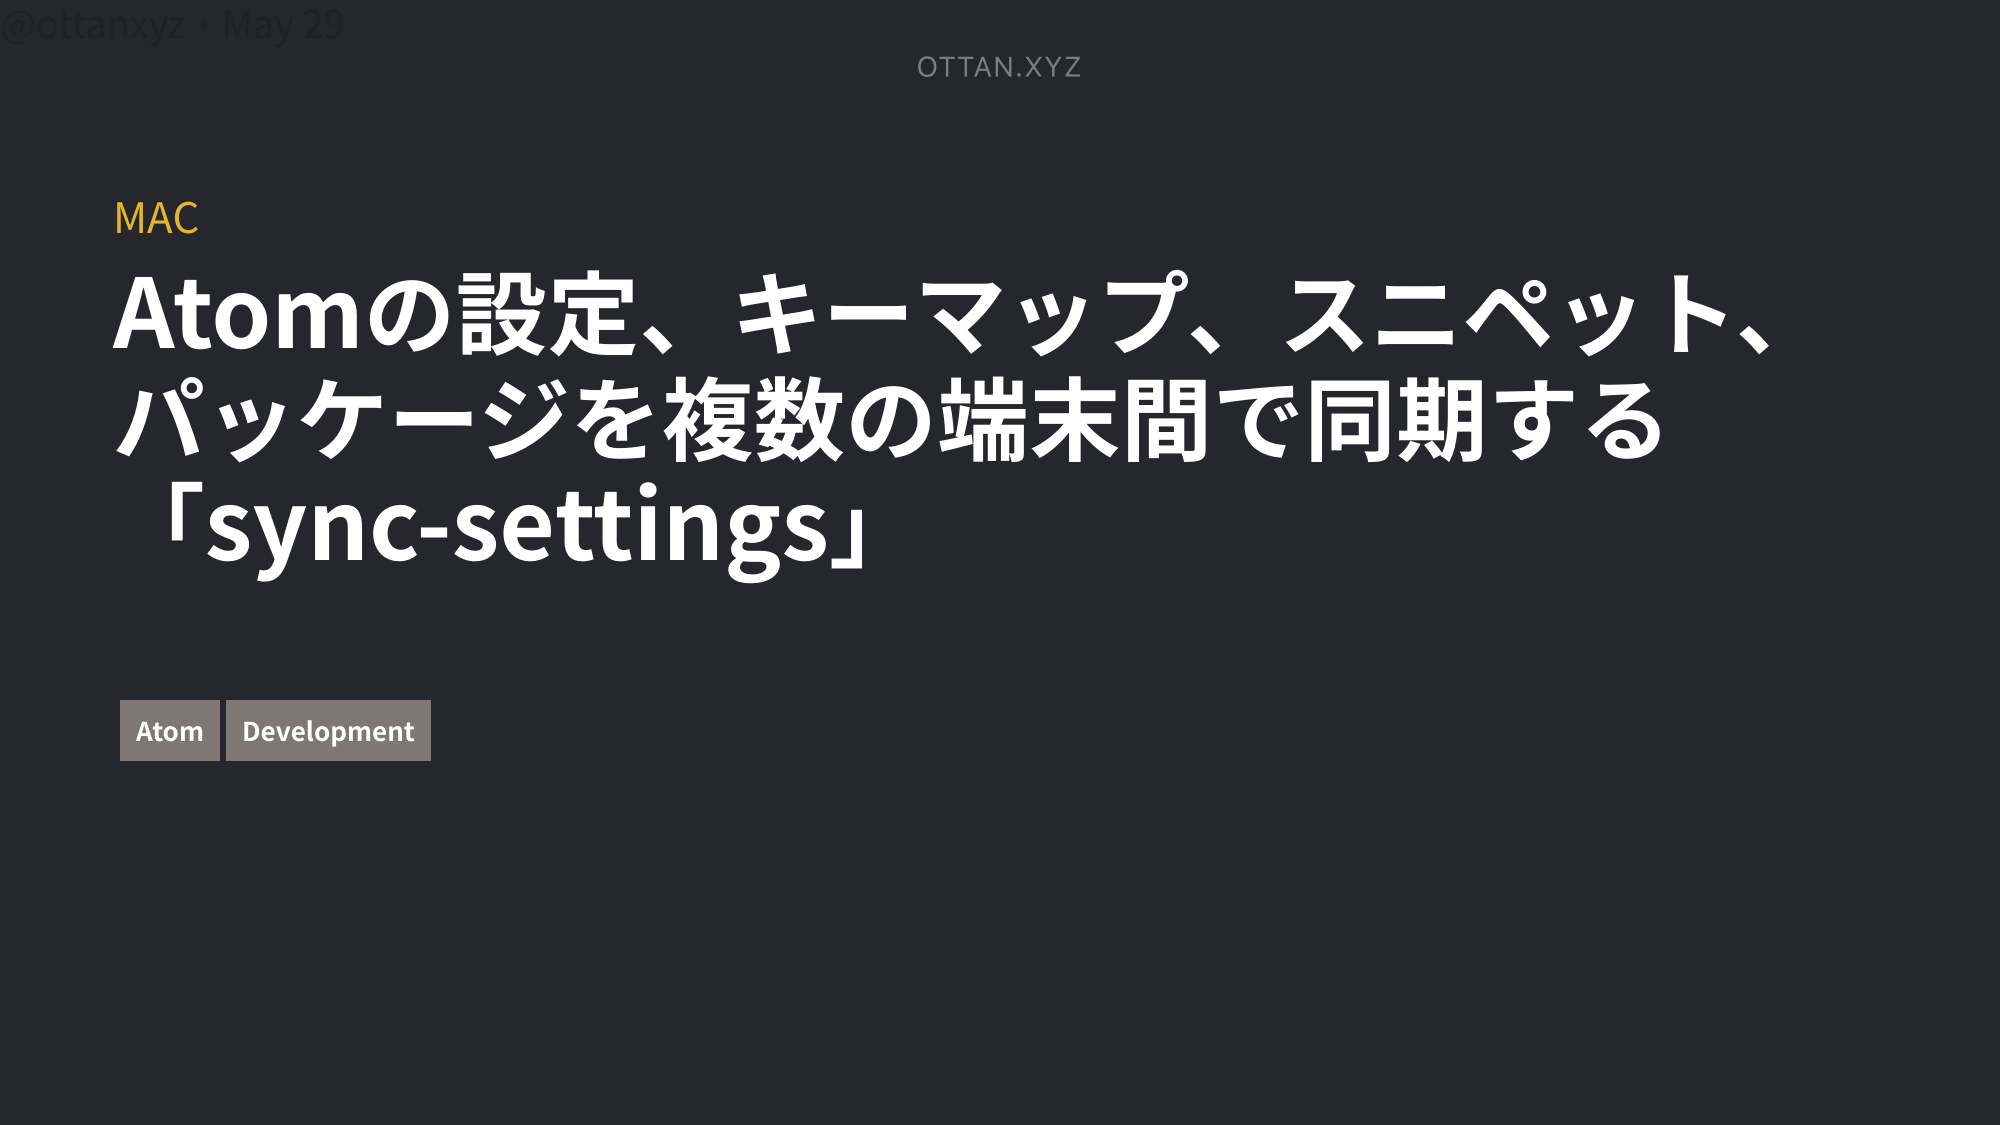 @ottanxyz・May 29
OTTAN.XYZ
MAC
Atomの設定、キーマップ、スニペット、
パッケージを複数の端末間で同期する
「sync-settings」
Atom
Development